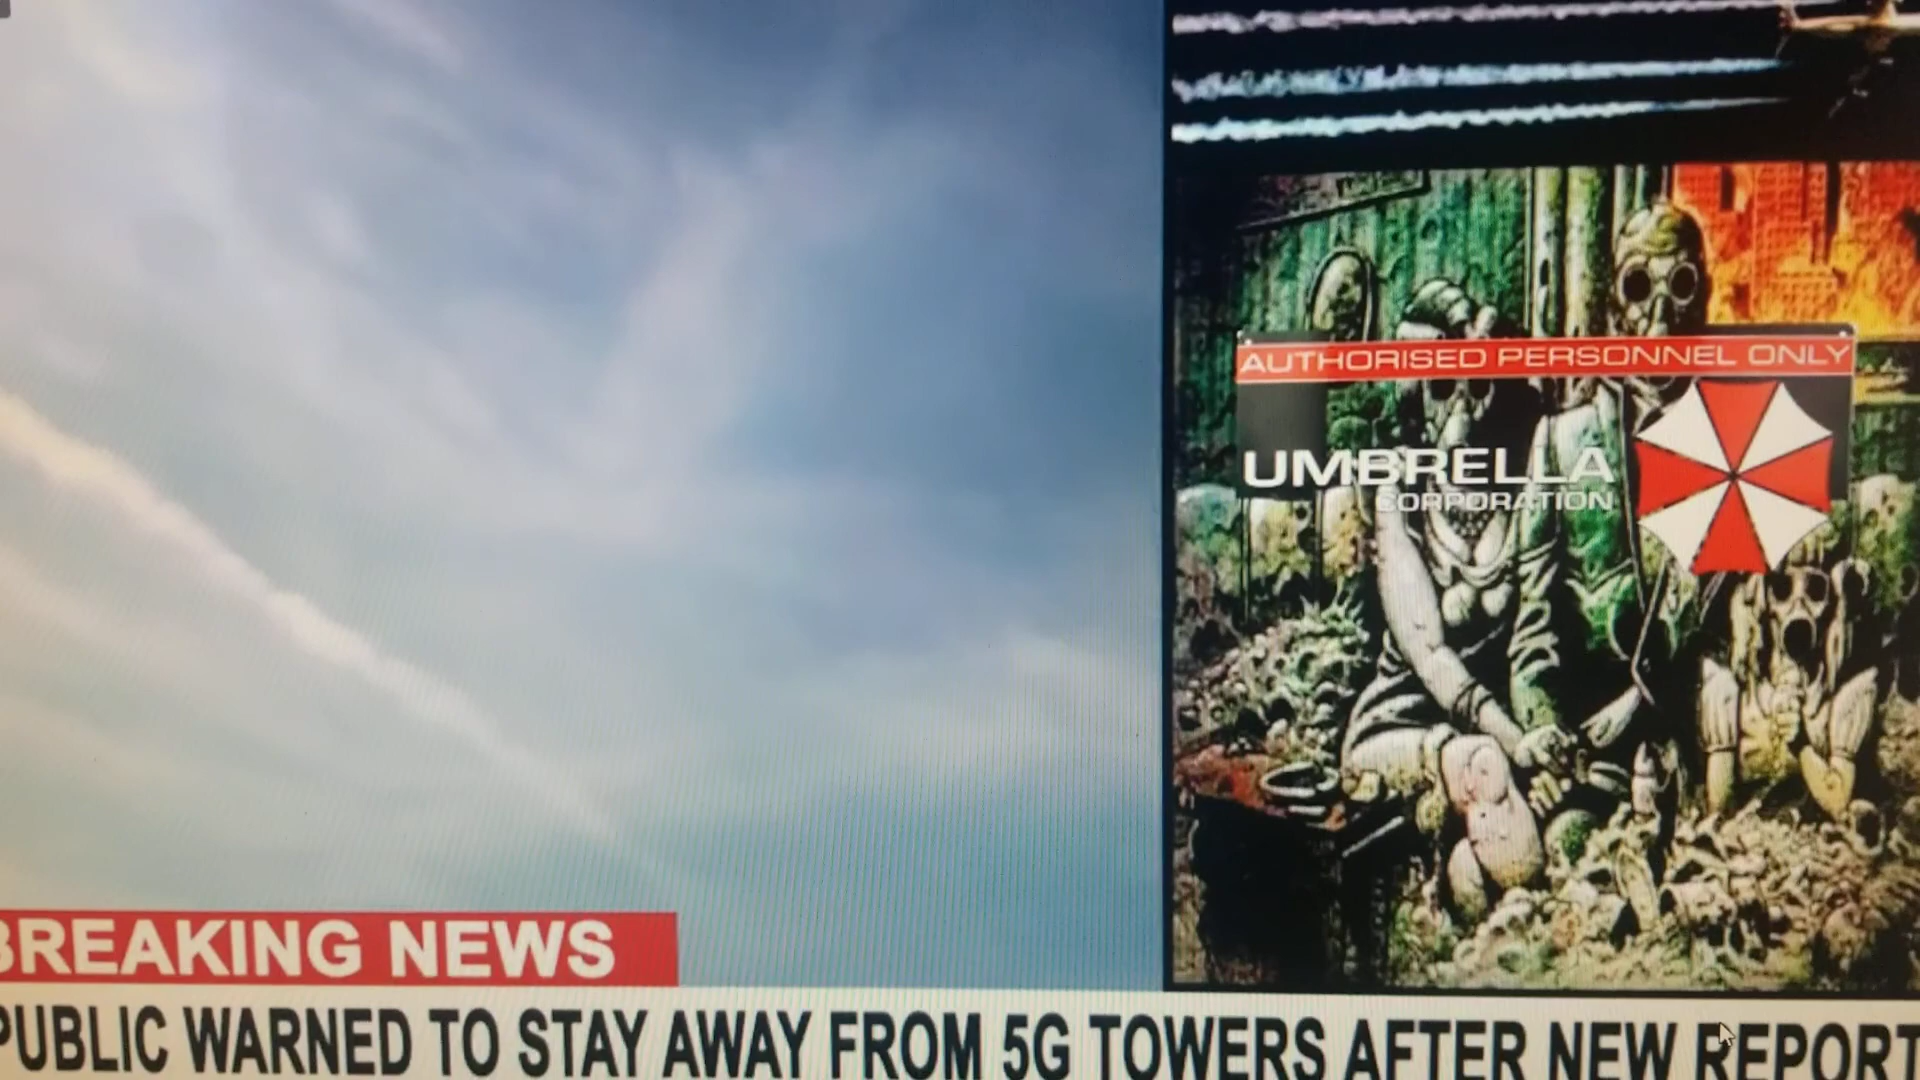 AUTHORISED PERSONNEL ONLY
UMBRELLA
CORPORATION
BREAKING NEWS
PUBLIC WARNED TO STAY AWAY FROM 5G TOWERS AFTER NEW REPORT